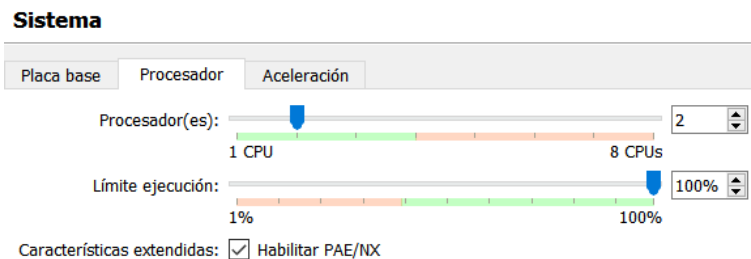 Sistema
Placa base Procesador Aceleración
Procesador(es): 2
1 CPU 8 CPUs
Límite ejecución: 100%
1% 100%
Características extendidas: Habilitar PAE/NX